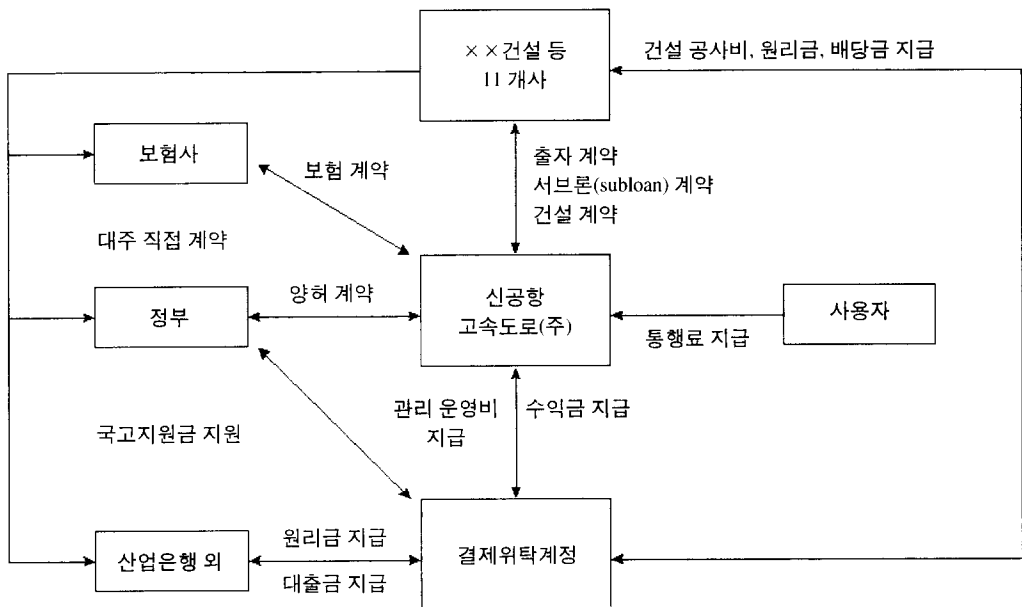 ××건설 등
11 개사
건설 공사비, 원리금, 배당금 지급
보험사
보험 계약
출자 계약
서브론(subloan) 계약
건설 계약
대주 직접 계약
정부
양허 계약
신공항
고속도로(주)
사용자
통행료 지급
관리 운영비
지급
수익금 지급
국고지원금 지원
산업은행 외
원리금 지급
대출금 지급
결제위탁계정